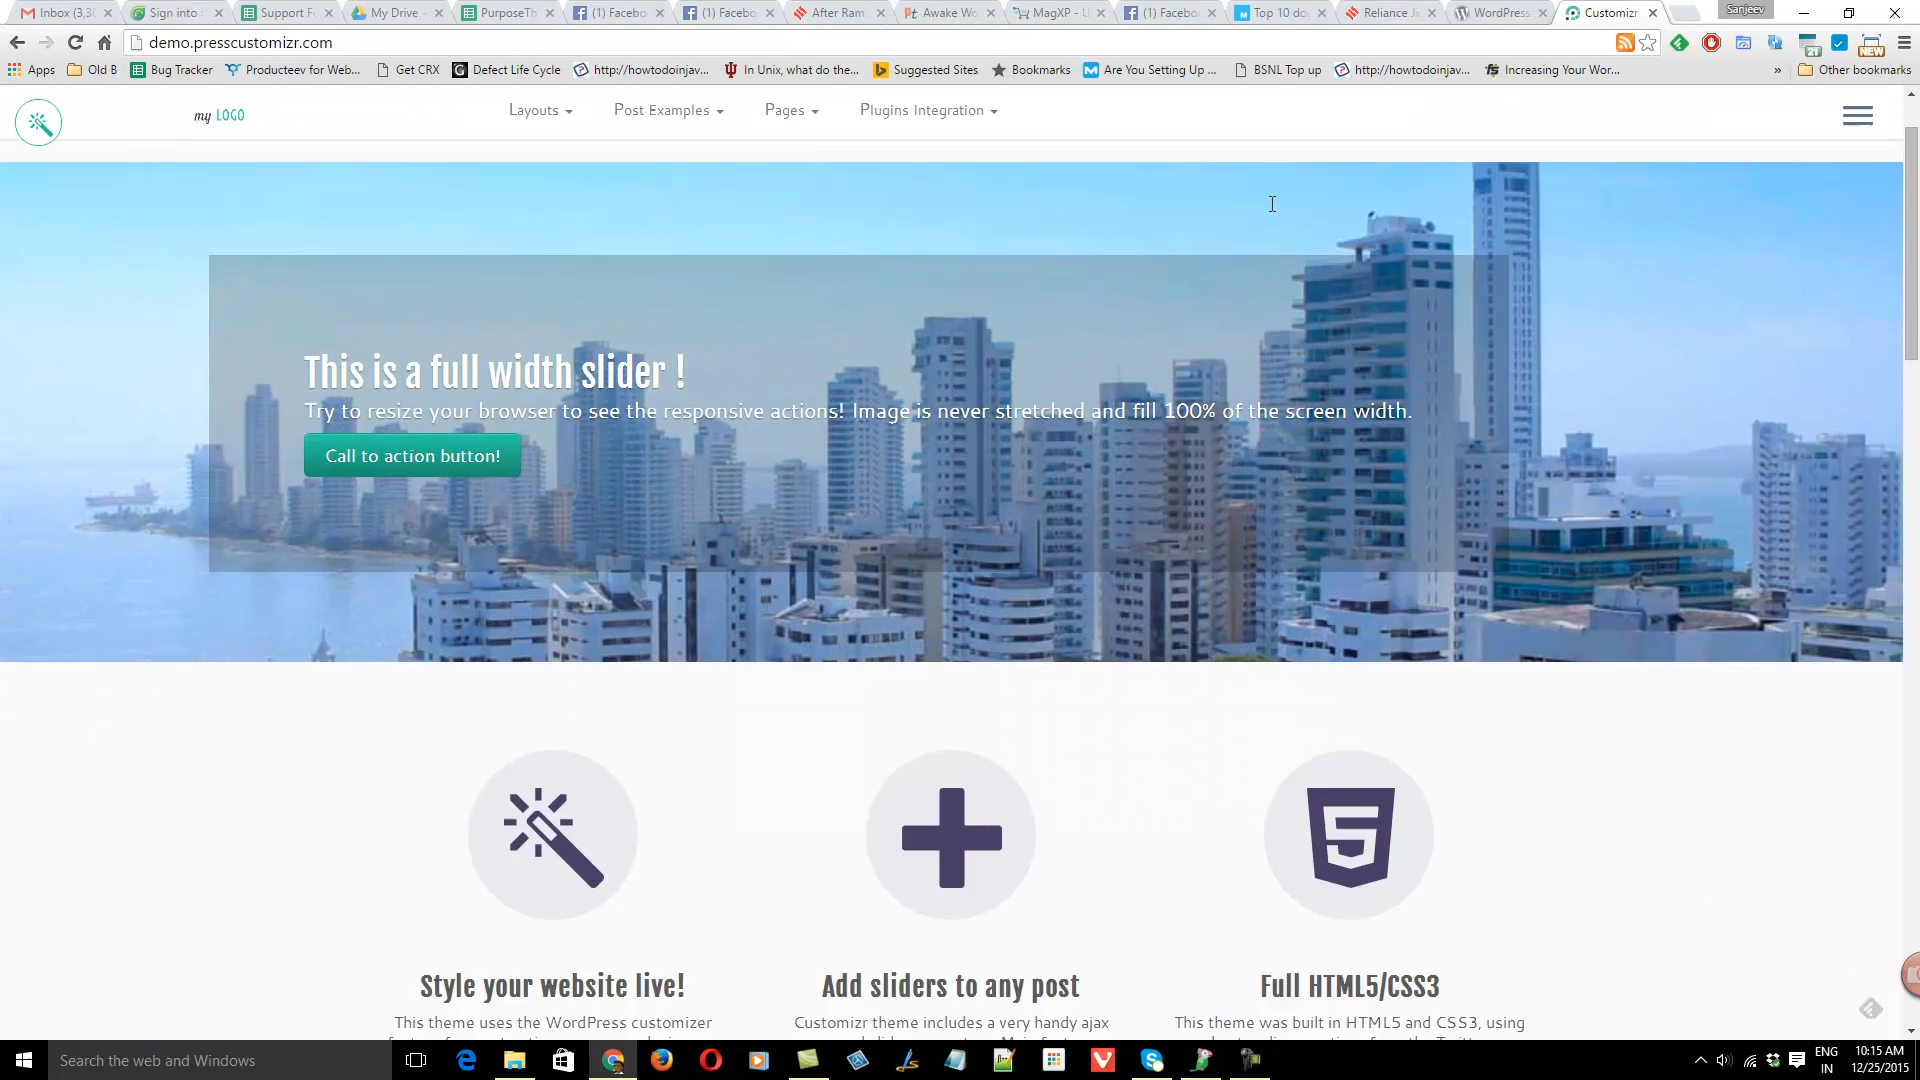 Inbox (3,30
Sign into
Support F
My Drive -
PurposeTh
(1) Facebo
(1) Facebo
After Ram
Awake Wo
MagXP - U
(1) Facebo
Top 10 do
Reliance Ji
WordPress
Customizr
Sanjeev
demo.presscustomizr.com
21
NEW
Apps
Old B
Bug Tracker
Producteev for Web...
Get CRX
Defect Life Cycle
http://howtodoinjav...
In Unix, what do the...
Suggested Sites
Bookmarks
Are You Setting Up ...
BSNL Top up
http://howtodoinjav...
Increasing Your Wor...
»
Other bookmarks
my LOGO
Layouts
Post Examples
Pages
Plugins Integration
This is a full width slider !
Try to resize your browser to see the responsive actions! Image is never stretched and fill 100% of the screen width.
Call to action button!
Style your website live!
Add sliders to any post
Full HTML5/CSS3
This theme uses the WordPress customizer
Customizr theme includes a very handy ajax
This theme was built in HTML5 and CSS3, using
Search the web and Windows
ENG
IN
10:15 AM
12/25/2015